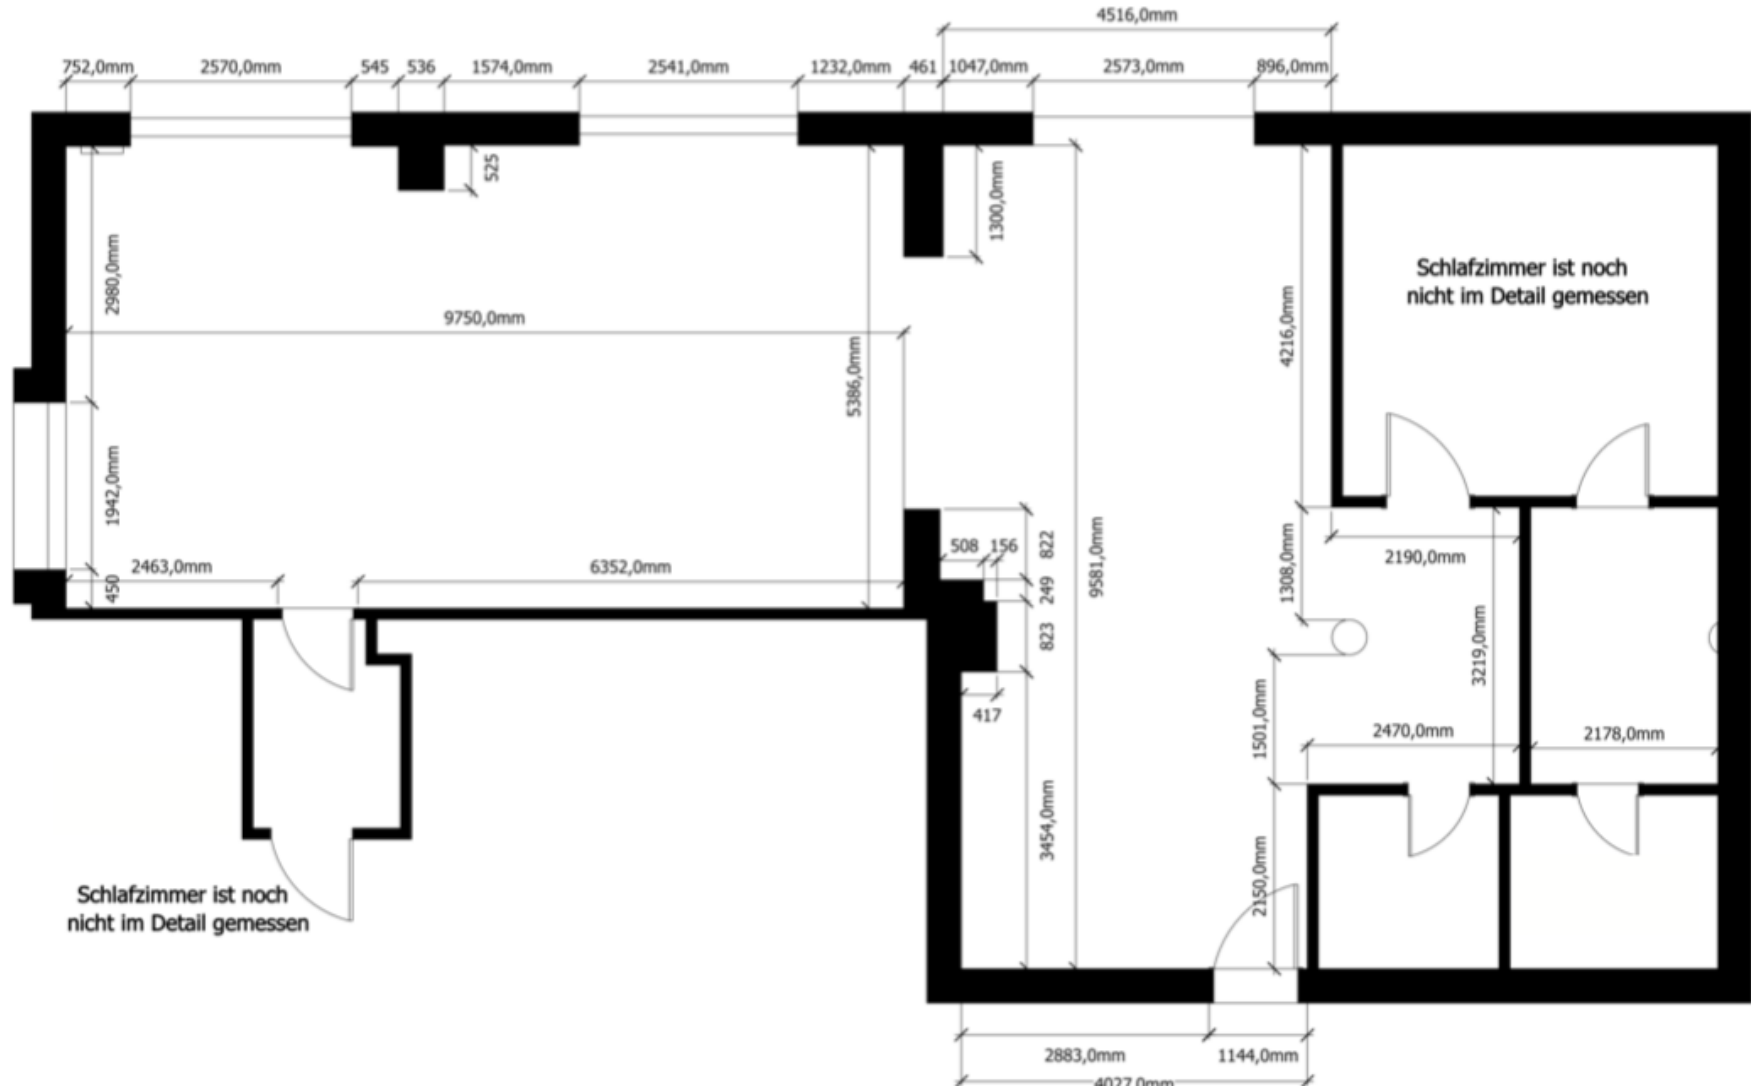 4516,0mm
752,0mm 2570,0mm 545 536 1574,0mm 2541,0mm 1232,0mm 461 1047,0mm 2573,0mm 896,0mm
525
1300,0mm
2980,0mm
Schlafzimmer ist noch
nicht im Detail gemessen
9750,0mm
4216,0mm
5386,0mm
1942,0mm
9581,0mm
508 156 822
2190,0mm
1308,0mm
2463,0mm 6352,0mm
450
249
823
3219,0mm
417
1501,0mm
2470,0mm 2178,0mm
3454,0mm
2150,0mm
Schlafzimmer ist noch
nicht im Detail gemessen
2883,0mm 1144,0mm
4027,0mm